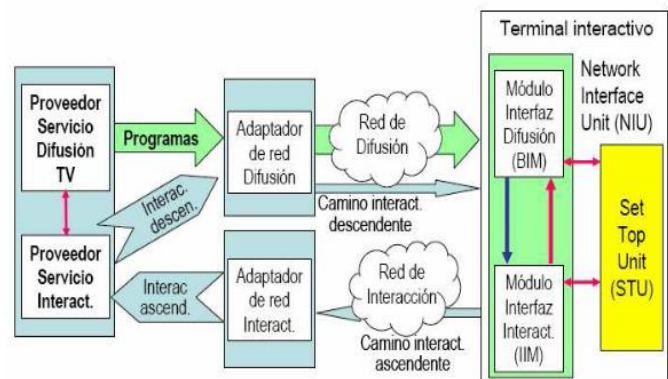 Terminal interactivo
Proveedor
Servicio
Difusión
TV
Programas
Adaptador
de red
Difusión
Red de
Difusión
Módulo
Interfaz
Difusión
(BIM)
Network
Interface
Unit (NIU)
Interac.
descen.
Camino interact.
descendente
Set
Top
Unit
(STU)
Proveedor
Servicio
Interact.
Interac
ascend.
Adaptador
de red
Interact.
Red de
Interacción
Camino interact.
ascendente
Módulo
Interfaz
Interact.
(IIM)